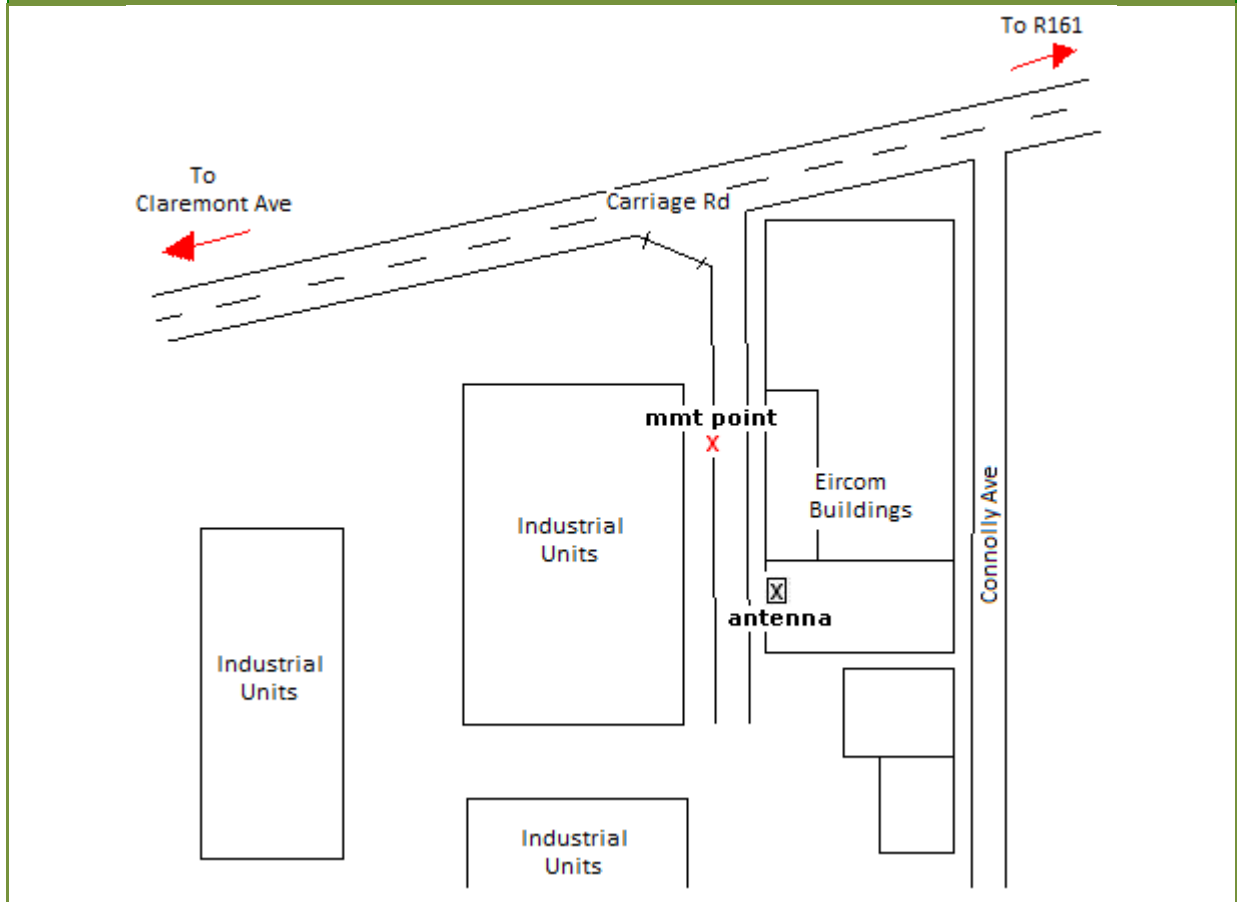 To R161
To
Claremont Ave
Carriage Rd
mmt point
X
Eircom
Buildings
Industrial
Units
Connolly Ave
X
antenna
Industrial
Units
Industrial
Units